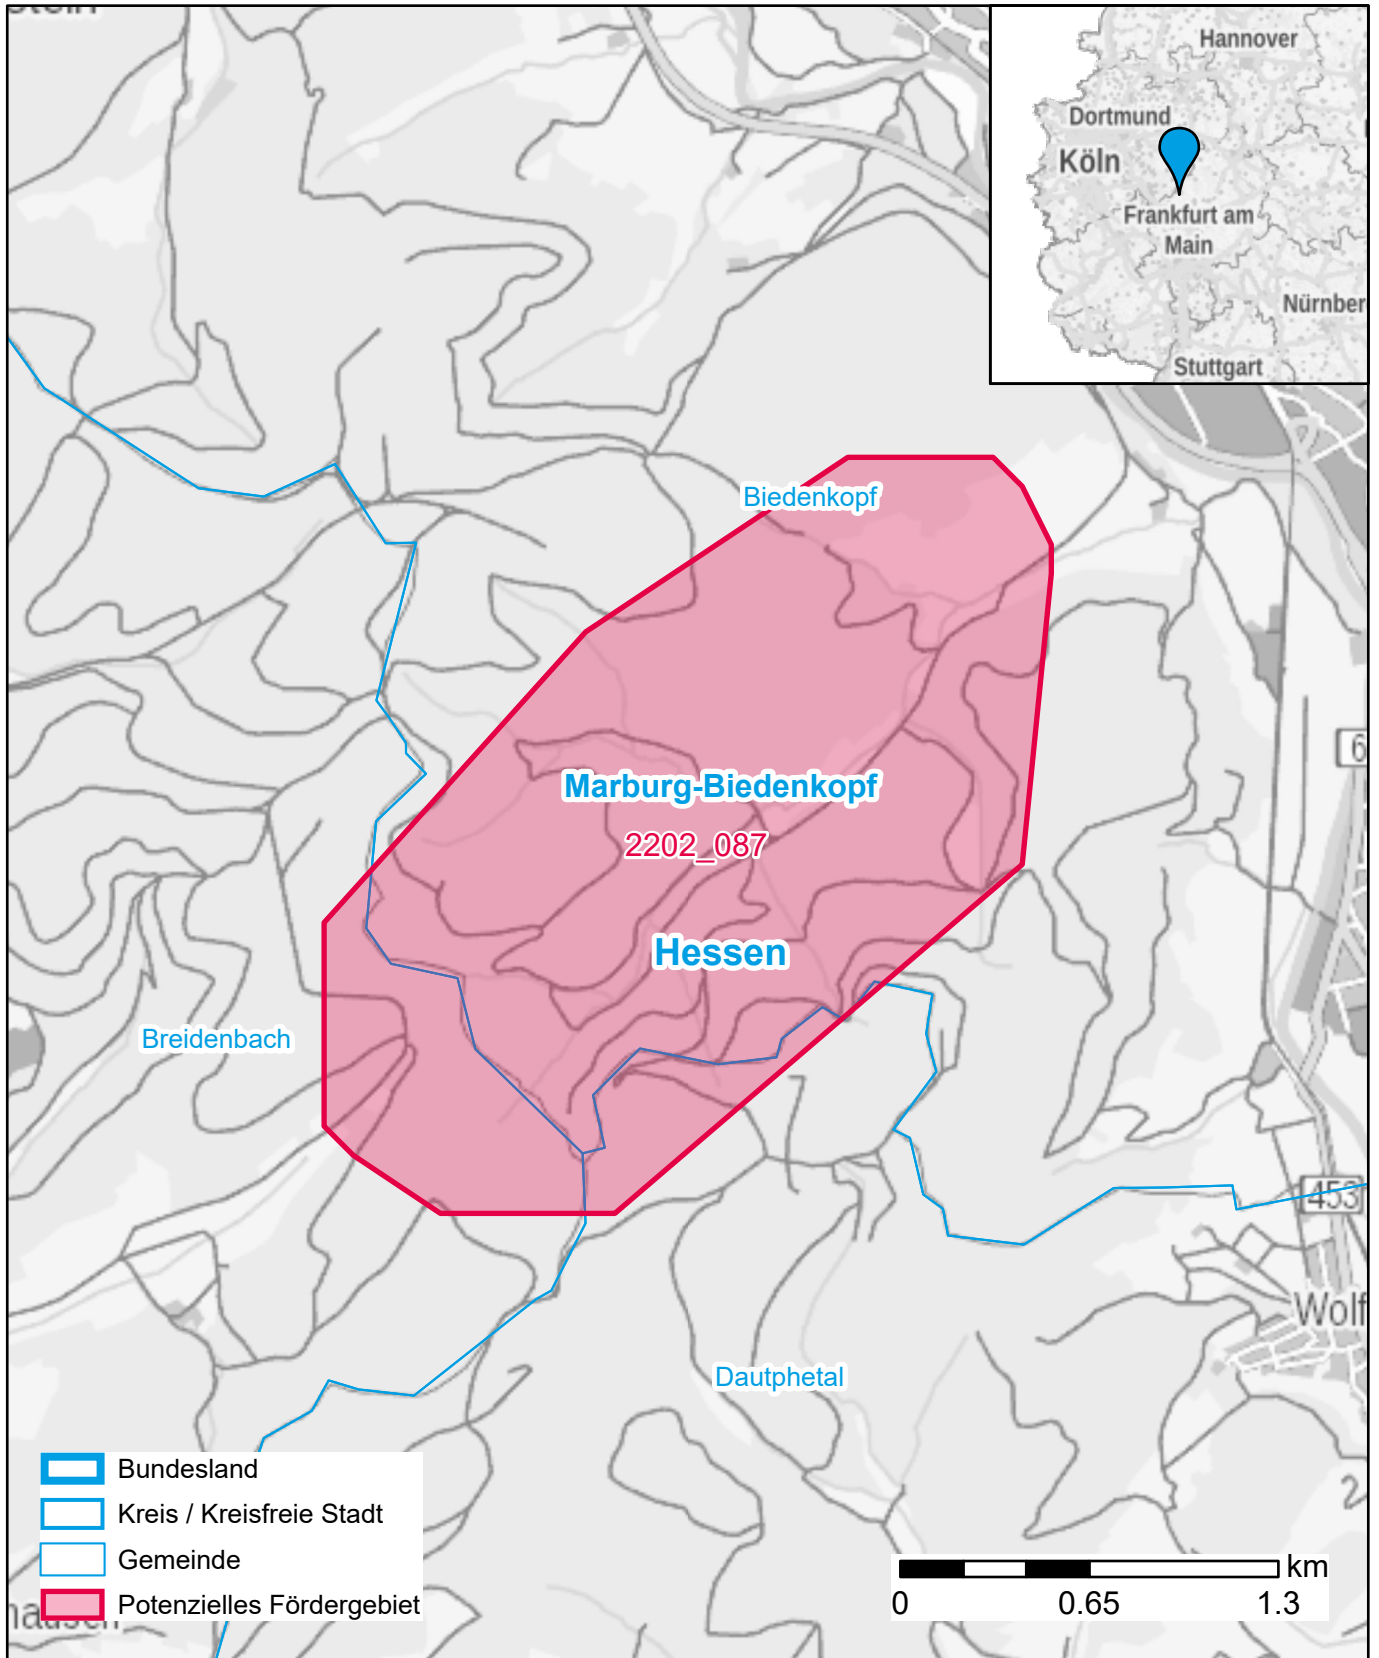 Hannover
Dortmund
Köln
Frankfurt am
Main
Nürnber
Stuttgart
Biedenkopf
6
Marburg-Biedenkopf
2202_087
Hessen
Breidenbach
453
Wolf
Dautphetal
Bundesland
Kreis / Kreisfreie Stadt
Gemeinde
Potenzielles Fördergebiet
km
0 0.65 1.3